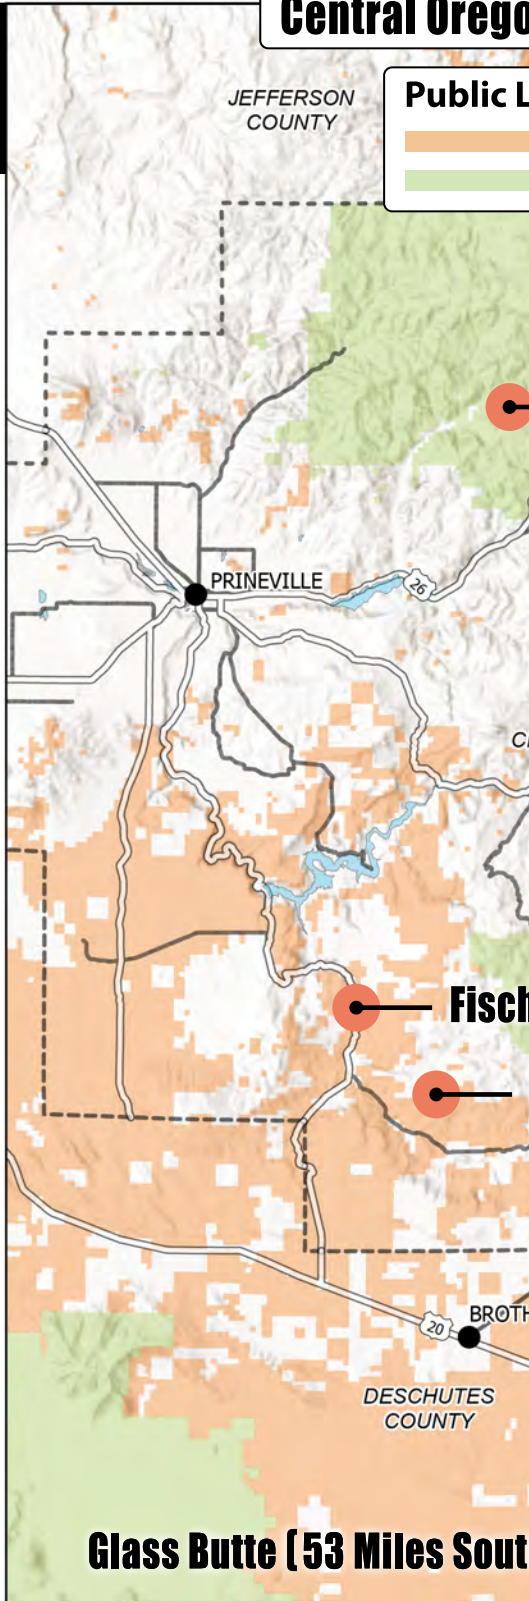 Central Orego
Public L
JEFFERSON
COUNTY
PRINEVILLE
26
C
Fisch
20
BROTH
DESCHUTES
COUNTY
Glass Butte (53 Miles Sout